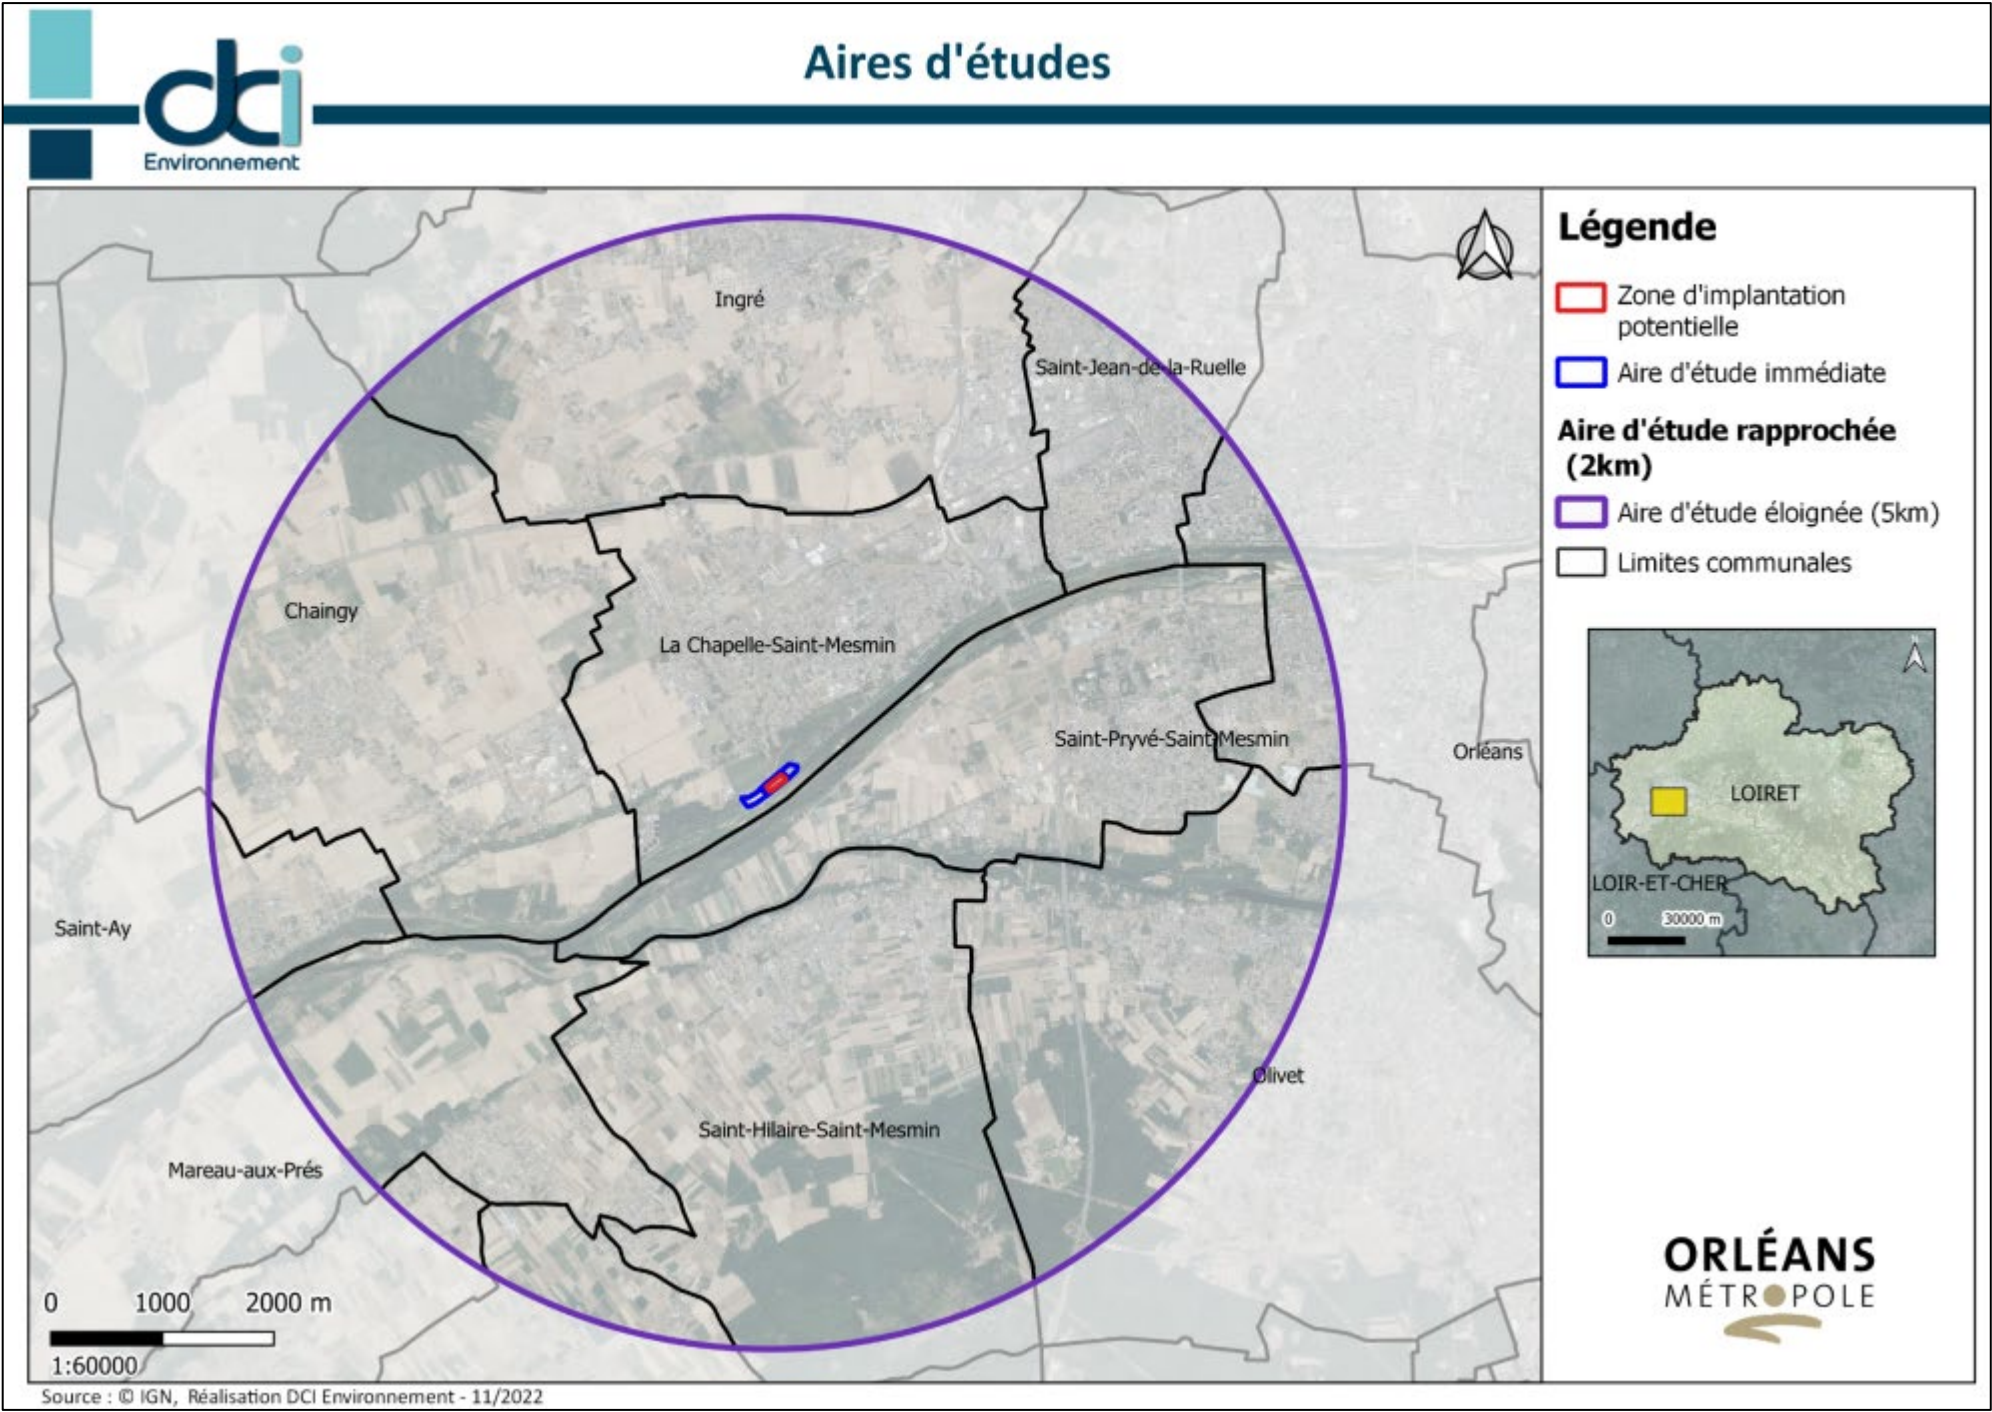 Aires d'études
dci
Environnement
Ingré
Saint-Jean-de-la-Ruelle
Chaingy
La Chapelle-Saint-Mesmin
Saint-Pryvé-Saint-Mesmin
Orléans
Saint-Ay
Olivet
Saint-Hilaire-Saint-Mesmin
Mareau-aux-Prés
0 1000 2000 m
1:60000
Source : © IGN, Réalisation DCI Environnement - 11/2022
Légende
Zone d'implantation
potentielle
Aire d'étude immédiate
Aire d'étude rapprochée
(2km)
Aire d'étude éloignée (5km)
Limites communales
N
LOIRET
LOIR-ET-CHER
0 30000 m
ORLÉANS
MÉTROPOLE